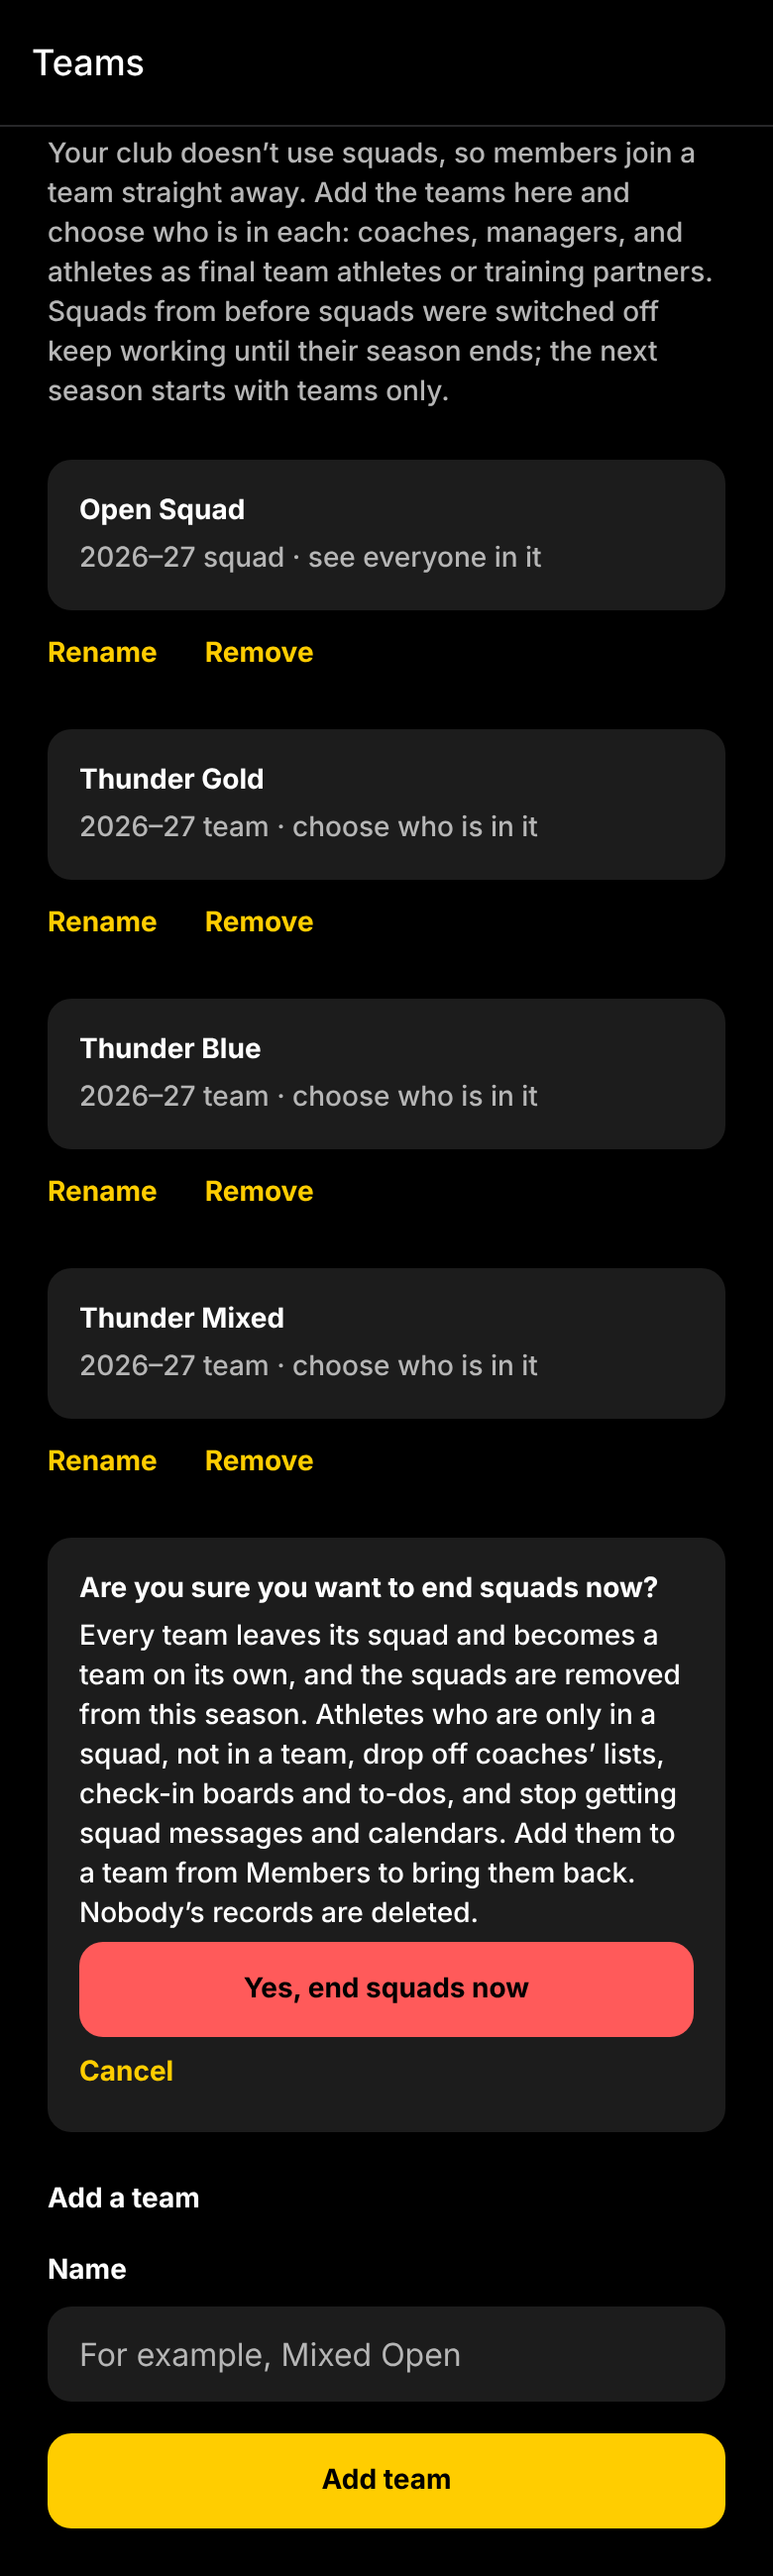 Teams
Your club doesn’t use squads, so members join a
team straight away. Add the teams here and
choose who is in each: coaches, managers, and
athletes as final team athletes or training partners.
Squads from before squads were switched off
keep working until their season ends; the next
season starts with teams only.
Open Squad
2026–27 squad · see everyone in it
Rename Remove
Thunder Gold
2026–27 team · choose who is in it
Rename Remove
Thunder Blue
2026–27 team · choose who is in it
Rename Remove
Thunder Mixed
2026–27 team · choose who is in it
Rename Remove
Are you sure you want to end squads now?
Every team leaves its squad and becomes a
team on its own, and the squads are removed
from this season. Athletes who are only in a
squad, not in a team, drop off coaches’ lists,
check-in boards and to-dos, and stop getting
squad messages and calendars. Add them to
a team from Members to bring them back.
Nobody’s records are deleted.
Yes, end squads now
Cancel
Add a team
Name
For example, Mixed Open
Add team